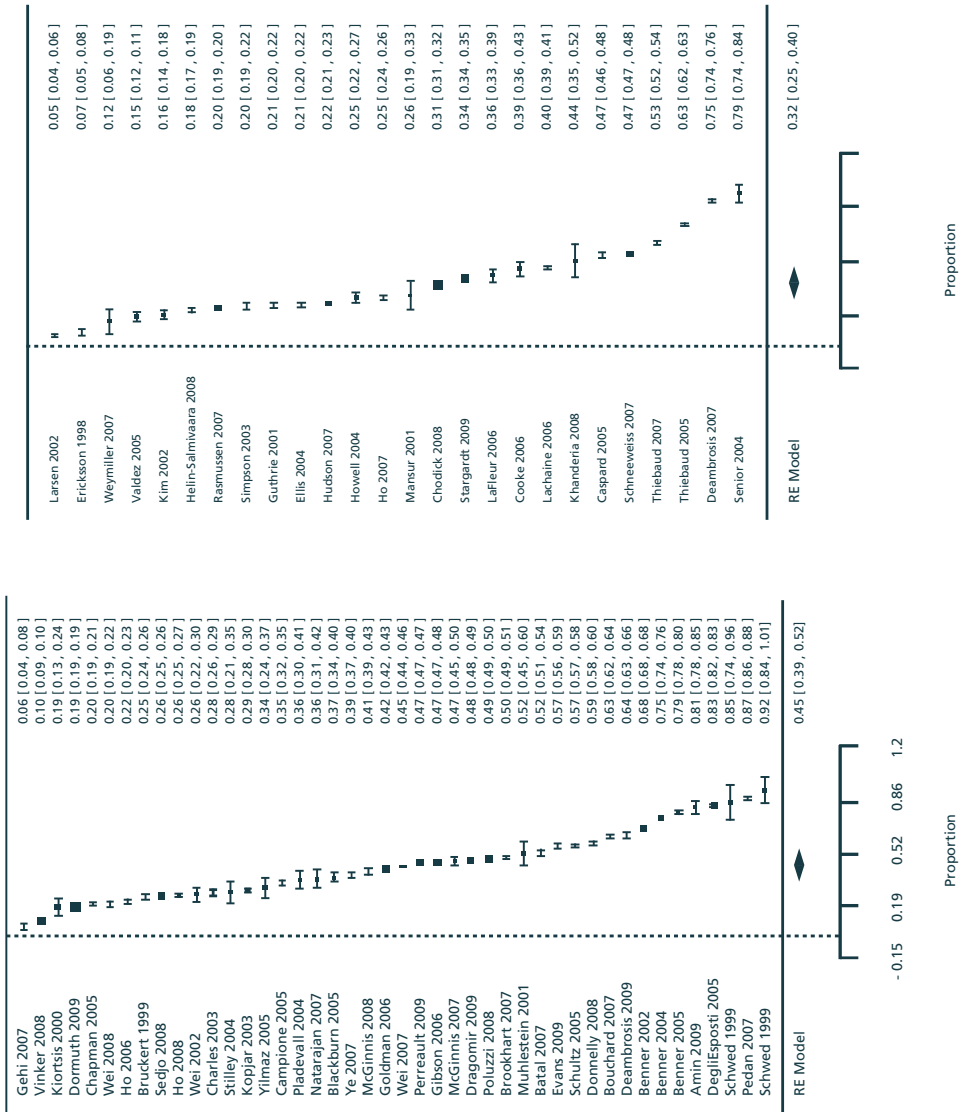 Larsen 2002 0.05 [ 0.04 , 0.06 ]
Ericksson 1998 0.07 [ 0.05 , 0.08 ]
Weymiller 2007 0.12 [ 0.06 , 0.19 ]
Valdez 2005 0.15 [ 0.12 , 0.11 ]
Kim 2002 0.16 [ 0.14 , 0.18 ]
Helin-Salmivaara 2008 0.18 [ 0.17 , 0.19 ]
Rasmussen 2007 0.20 [ 0.19 , 0.20 ]
Simpson 2003 0.20 [ 0.19 , 0.22 ]
Guthrie 2001 0.21 [ 0.20 , 0.22 ]
Ellis 2004 0.21 [ 0.20 , 0.22 ]
Hudson 2007 0.22 [ 0.21 , 0.23 ]
Howell 2004 0.25 [ 0.22 , 0.27 ]
Ho 2007 0.25 [ 0.24 , 0.26 ]
Mansur 2001 0.26 [ 0.19 , 0.33 ]
Chodick 2008 0.31 [ 0.31 , 0.32 ]
Stargardt 2009 0.34 [ 0.34 , 0.35 ]
LaFleur 2006 0.36 [ 0.33 , 0.39 ]
Cooke 2006 0.39 [ 0.36 , 0.43 ]
Lachaine 2006 0.40 [ 0.39 , 0.41 ]
Khanderia 2008 0.44 [ 0.35 , 0.52 ]
Caspard 2005 0.47 [ 0.46 , 0.48 ]
Schneeweiss 2007 0.47 [ 0.47 , 0.48 ]
Thiebaud 2007 0.53 [ 0.52 , 0.54 ]
Thiebaud 2005 0.63 [ 0.62 , 0.63 ]
Deambrosis 2007 0.75 [ 0.74 , 0.76 ]
Senior 2004 0.79 [ 0.74 , 0.84 ]
RE Model 0.32 [ 0.25 , 0.40 ]
Proportion
Gehi 2007 0.06 [ 0.04 , 0.08 ]
Vinker 2008 0.10 [ 0.09 , 0.10 ]
Kiortsis 2000 0.19 [ 0.13 , 0.24 ]
Dormuth 2009 0.19 [ 0.19 , 0.19 ]
Chapman 2005 0.20 [ 0.19 , 0.21 ]
Wei 2008 0.20 [ 0.19 , 0.22 ]
Ho 2006 0.22 [ 0.20 , 0.23 ]
Bruckert 1999 0.25 [ 0.24 , 0.26 ]
Sedjo 2008 0.26 [ 0.25 , 0.26 ]
Ho 2008 0.26 [ 0.25 , 0.27 ]
Wei 2002 0.26 [ 0.22 , 0.30 ]
Charles 2003 0.28 [ 0.26 , 0.29 ]
Stilley 2004 0.28 [ 0.21 , 0.35 ]
Kopjar 2003 0.29 [ 0.28 , 0.30 ]
Yilmaz 2005 0.34 [ 0.24 , 0.37 ]
Campione 2005 0.35 [ 0.32 , 0.35 ]
Pladevall 2004 0.36 [ 0.30 , 0.41 ]
Natarajan 2007 0.36 [ 0.31 , 0.42 ]
Blackburn 2005 0.37 [ 0.34 , 0.40 ]
Ye 2007 0.39 [ 0.37 , 0.40 ]
McGinnis 2008 0.41 [ 0.39 , 0.43 ]
Goldman 2006 0.42 [ 0.42 , 0.43 ]
Wei 2007 0.45 [ 0.44 , 0.46 ]
Perreault 2009 0.47 [ 0.47 , 0.47 ]
Gibson 2006 0.47 [ 0.47 , 0.48 ]
McGinnis 2007 0.47 [ 0.45 , 0.50 ]
Dragomir 2009 0.48 [ 0.48 , 0.49 ]
Poluzzi 2008 0.49 [ 0.49 , 0.50 ]
Brookhart 2007 0.50 [ 0.49 , 0.51 ]
Muhlestein 2001 0.52 [ 0.45 , 0.60 ]
Batal 2007 0.52 [ 0.51 , 0.54 ]
Evans 2009 0.57 [ 0.56 , 0.59 ]
Schultz 2005 0.57 [ 0.57 , 0.58 ]
Donnelly 2008 0.59 [ 0.58 , 0.60 ]
Bouchard 2007 0.63 [ 0.62 , 0.64 ]
Deambrosis 2009 0.64 [ 0.63 , 0.66 ]
Benner 2002 0.68 [ 0.68 , 0.68 ]
Benner 2004 0.75 [ 0.74 , 0.76 ]
Benner 2005 0.79 [ 0.78 , 0.80 ]
Amin 2009 0.81 [ 0.78 , 0.85 ]
DegliEsposti 2005 0.83 [ 0.82 , 0.83 ]
Schwed 1999 0.85 [ 0.74 , 0.96 ]
Pedan 2007 0.87 [ 0.86 , 0.88 ]
Schwed 1999 0.92 [ 0.84 , 1.01]
RE Model 0.45 [ 0.39 , 0.52]
- 0.15 0.19 0.52 0.86 1.2
Proportion